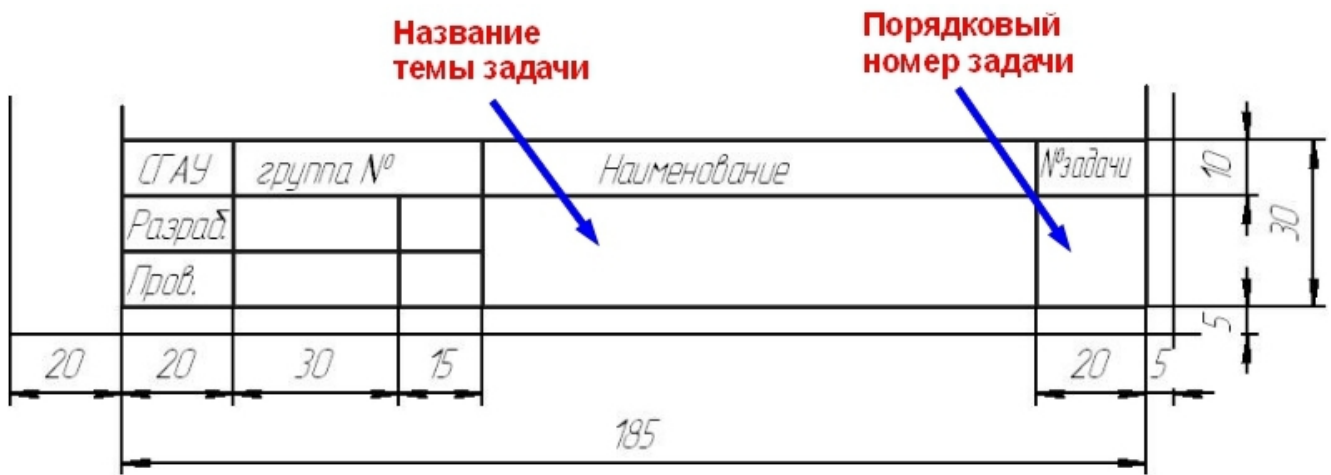 Название
темы задачи
Порядковый
номер задачи
СГАУ группа № Наименование №задачи
Разраб.
Пров.
10
30
5
20 20 30 15 20 5
185